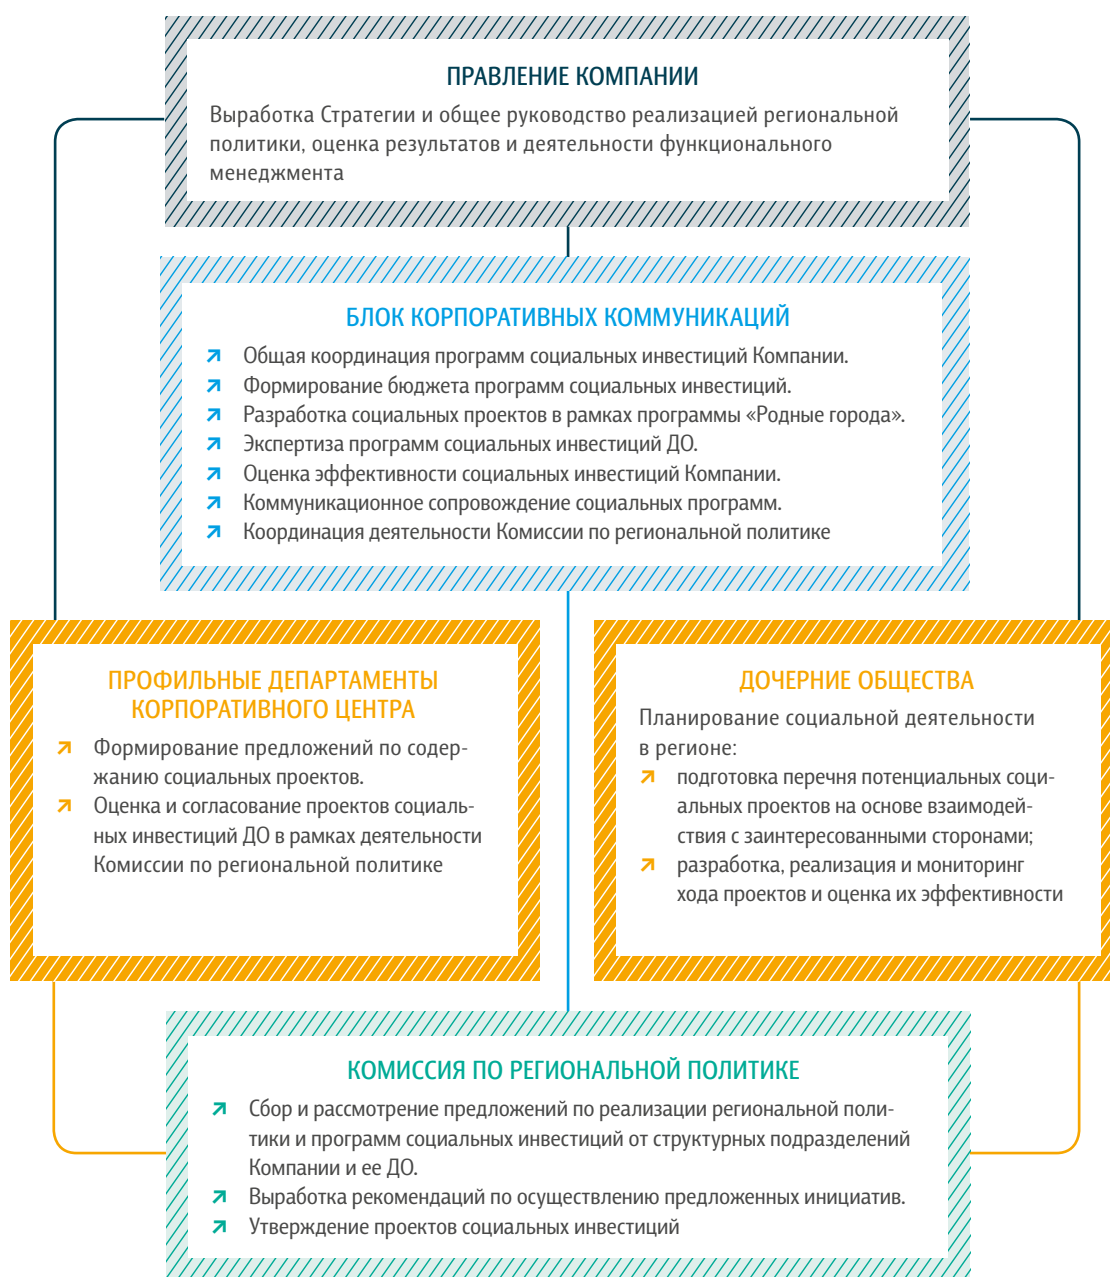 ПРАВЛЕНИЕ КОМПАНИИ
Выработка Стратегии и общее руководство реализацией региональной
политики, оценка результатов и деятельности функционального
менеджмента
БЛОК КОРПОРАТИВНЫХ КОММУНИКАЦИЙ
Общая координация программ социальных инвестиций Компании.
Формирование бюджета программ социальных инвестиций.
Разработка социальных проектов в рамках программы «Родные города».
Экспертиза программ социальных инвестиций ДО.
Оценка эффективности социальных инвестиций Компании.
Коммуникационное сопровождение социальных программ.
Координация деятельности Комиссии по региональной политике
ПРОФИЛЬНЫЕ ДЕПАРТАМЕНТЫ
КОРПОРАТИВНОГО ЦЕНТРА
Формирование предложений по содер-
жанию социальных проектов.
Оценка и согласование проектов социаль-
ных инвестиций ДО в рамках деятельности
Комиссии по региональной политике
ДОЧЕРНИЕ ОБЩЕСТВА
Планирование социальной деятельности
в регионе:
подготовка перечня потенциальных соци-
альных проектов на основе взаимодей-
ствия с заинтересованными сторонами;
разработка, реализация и мониторинг
хода проектов и оценка их эффективности
КОМИССИЯ ПО РЕГИОНАЛЬНОЙ ПОЛИТИКЕ
Сбор и рассмотрение предложений по реализации региональной поли-
тики и программ социальных инвестиций от структурных подразделений
Компании и ее ДО.
Выработка рекомендаций по осуществлению предложенных инициатив.
Утверждение проектов социальных инвестиций